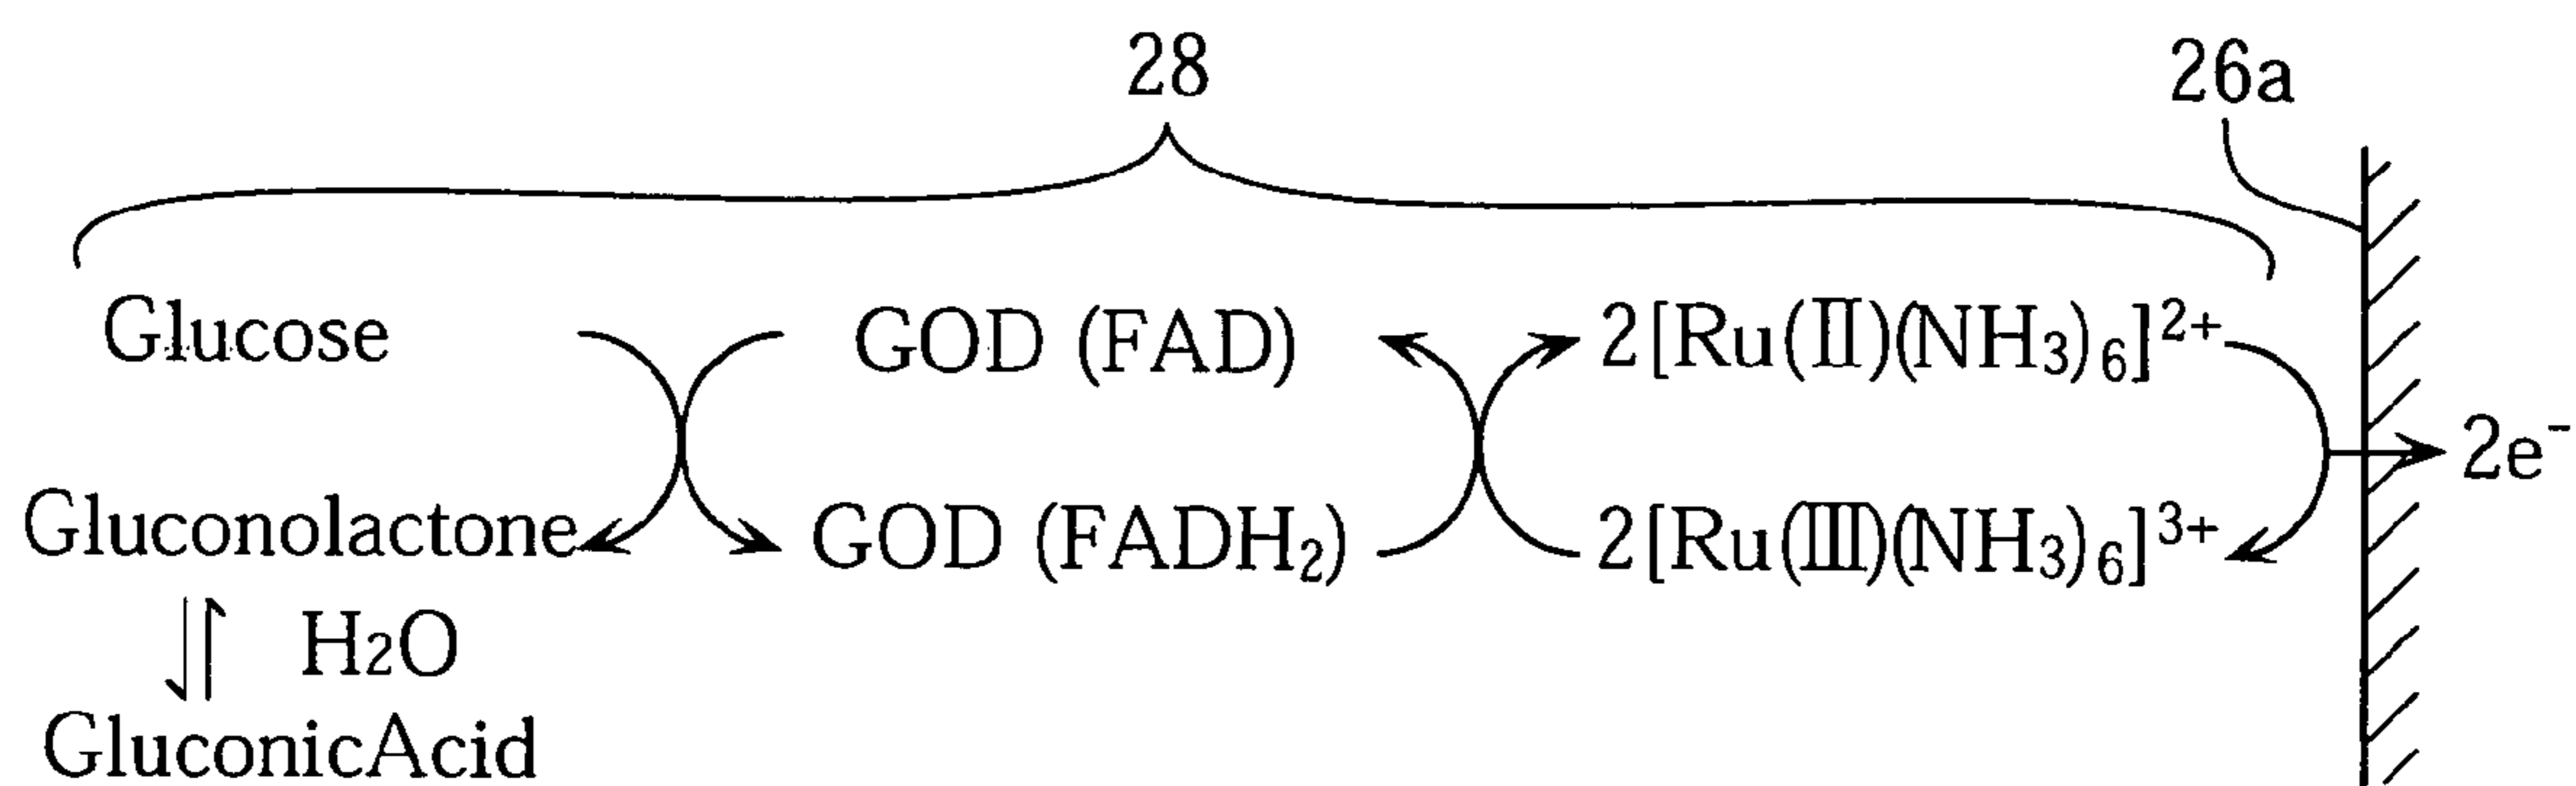 28
26a
Glucose GOD (FAD) 2[Ru(II)(NH3)6]2+
2e-
Gluconolactone GOD (FADH2) 2[Ru(III)(NH3)6]3+
H2O
GluconicAcid